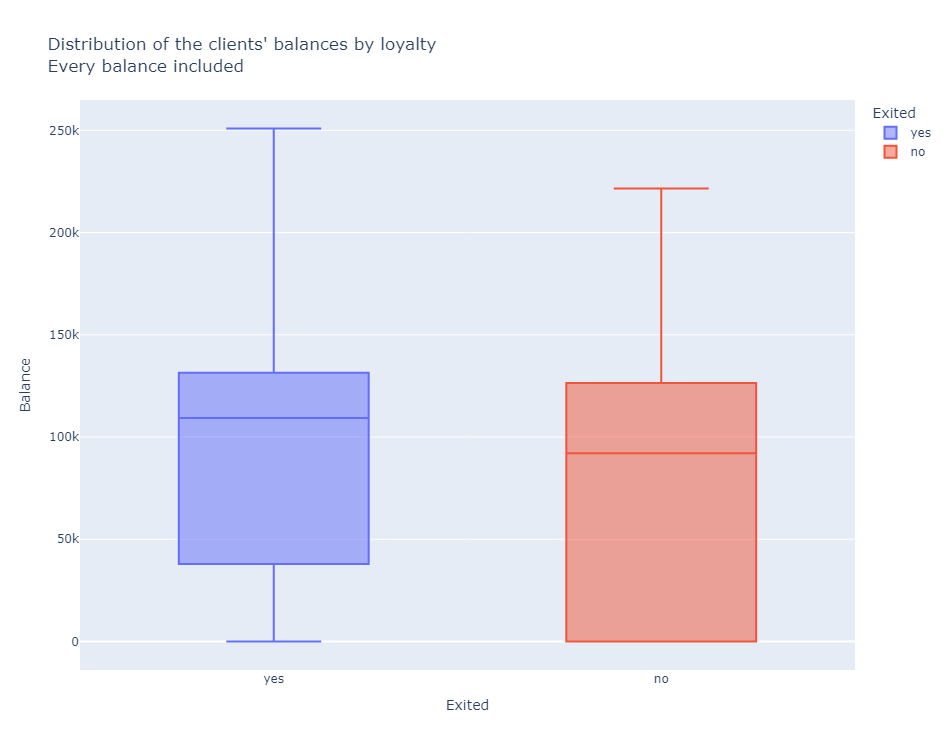 Distribution of the clients' balances by loyalty
Every balance included
Exited
yes
no
250k
200k
150k
100k
50k
0
Balance
yes
no
Exited